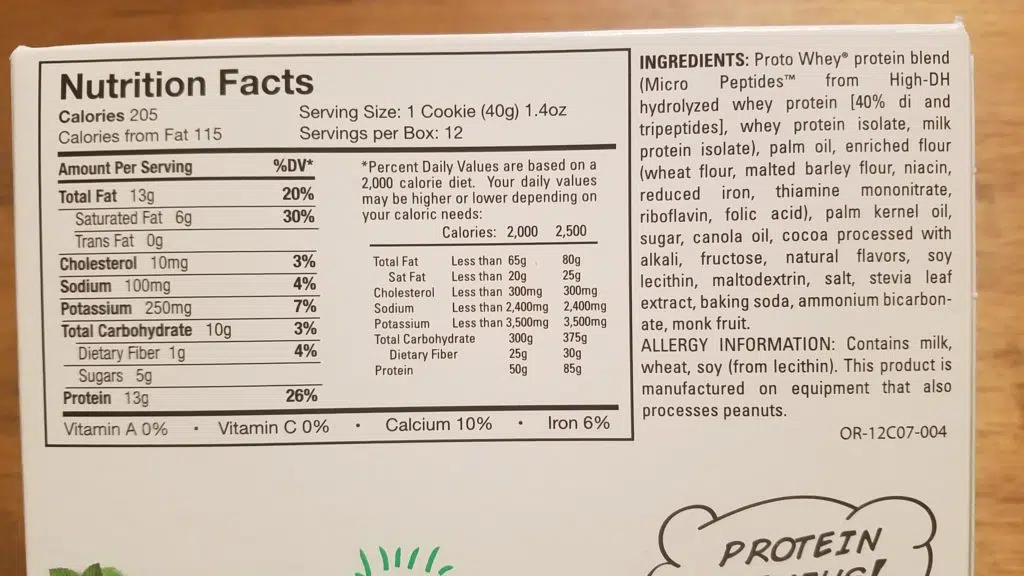 Nutrition Facts
Calories 205
Calories from Fat 115
Serving Size: 1 Cookie (40g) 1.4oz
Servings per Box: 12
Amount Per Serving %DV*
Total Fat 13g 20%
Saturated Fat 6g 30%
Trans Fat 0g
Cholesterol 10mg 3%
Sodium 100mg 4%
Potassium 250mg 7%
Total Carbohydrate 10g 3%
Dietary Fiber 1g 4%
Sugars 5g
Protein 13g 26%
*Percent Daily Values are based on a
2,000 calorie diet. Your daily values
may be higher or lower depending on
your caloric needs:
Calories: 2,000 2,500
Total Fat Less than 65g 80g
Sat Fat Less than 20g 25g
Cholesterol Less than 300mg 300mg
Sodium Less than 2,400mg 2,400mg
Potassium Less than 3,500mg 3,500mg
Total Carbohydrate 300g 375g
Dietary Fiber 25g 30g
Protein 50g 85g
Vitamin A 0% • Vitamin C 0% • Calcium 10% • Iron 6%
INGREDIENTS: Proto Whey® protein blend
(Micro Peptides™ from High-DH
hydrolyzed whey protein [40% di and
tripeptides], whey protein isolate, milk
protein isolate), palm oil, enriched flour
(wheat flour, malted barley flour, niacin,
reduced iron, thiamine mononitrate,
riboflavin, folic acid), palm kernel oil,
sugar, canola oil, cocoa processed with
alkali, fructose, natural flavors, soy
lecithin, maltodextrin, salt, stevia leaf
extract, baking soda, ammonium bicarbon-
ate, monk fruit.
ALLERGY INFORMATION: Contains milk,
wheat, soy (from lecithin). This product is
manufactured on equipment that also
processes peanuts.
OR-12C07-004
PROTEIN